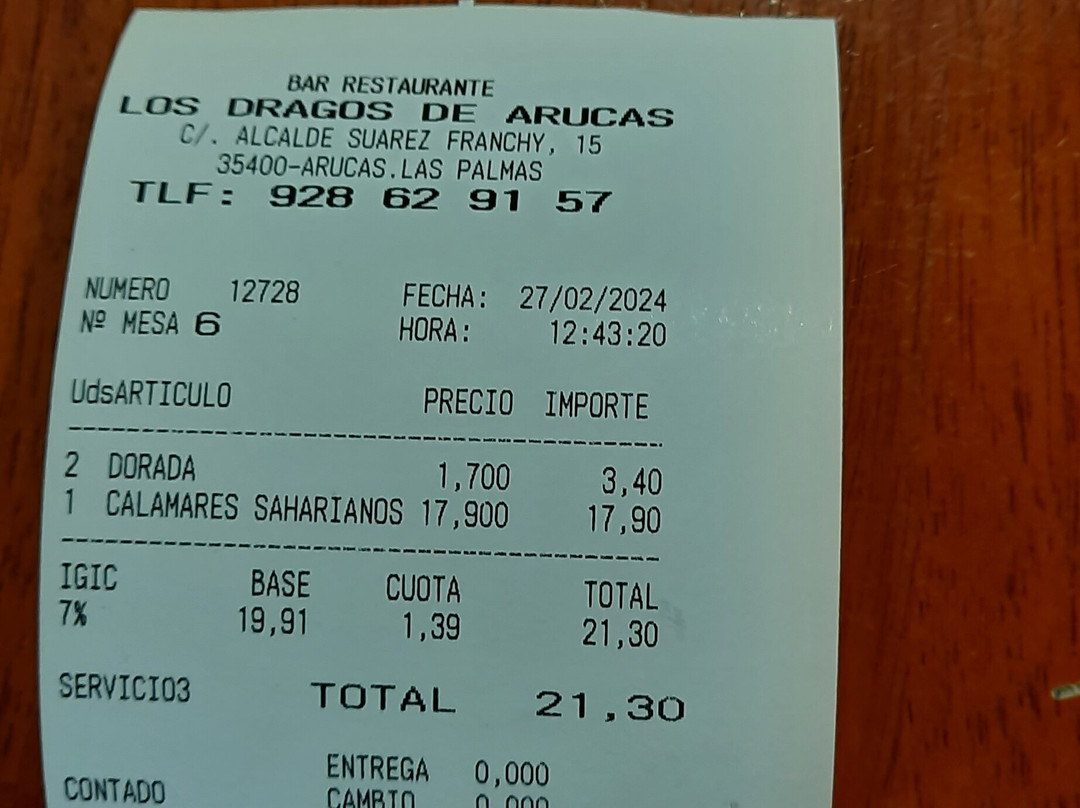 BAR RESTAURANTE
LOS DRAGOS DE ARUCAS
C/. ALCALDE SUAREZ FRANCHY, 15
35400-ARUCAS.LAS PALMAS
TLF: 928 62 91 57
NUMERO 12728 FECHA: 27/02/2024
Nº MESA 6 HORA: 12:43:20
UdsARTICULO PRECIO IMPORTE
2 DORADA 1,700 3,40
1 CALAMARES SAHARIANOS 17,900 17,90
IGIC BASE CUOTA TOTAL
7% 19,91 1,39 21,30
SERVICIO3 TOTAL 21,30
ENTREGA 0,000
CONTADO CAMBIO 0,000